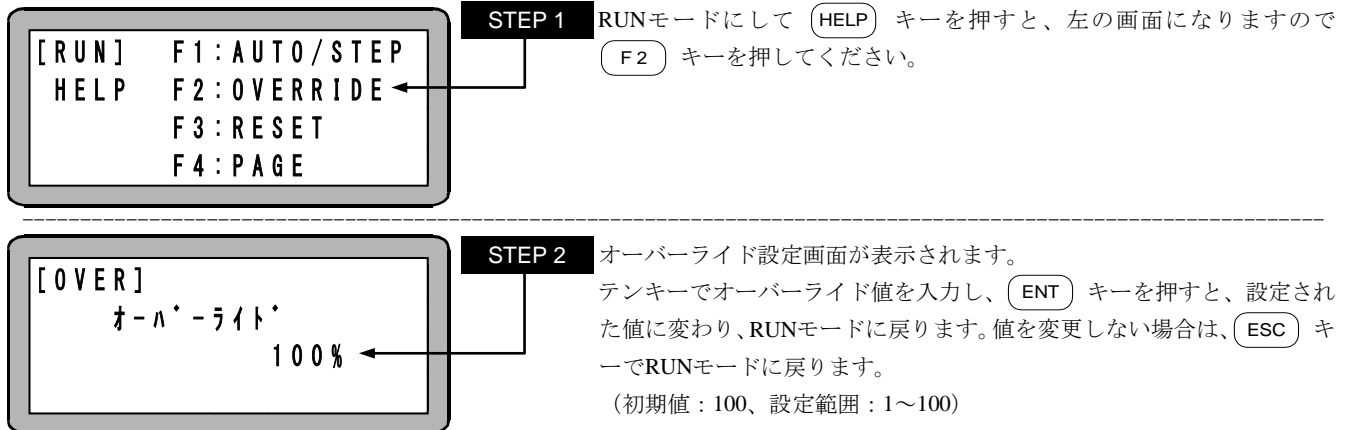 STEP 1
RUNモードにして HELP キーを押すと、左の画面になりますので
F2 キーを押してください。
[RUN] F1:AUTO/STEP
HELP F2:OVERRIDE
F3:RESET
F4:PAGE
STEP 2
オーバーライド設定画面が表示されます。
テンキーでオーバーライド値を入力し、 ENT キーを押すと、設定され
た値に変わり、RUNモードに戻ります。値を変更しない場合は、 ESC キ
ーでRUNモードに戻ります。
(初期値：100、設定範囲：1〜100)
[OVER]
オーバーライド
100%